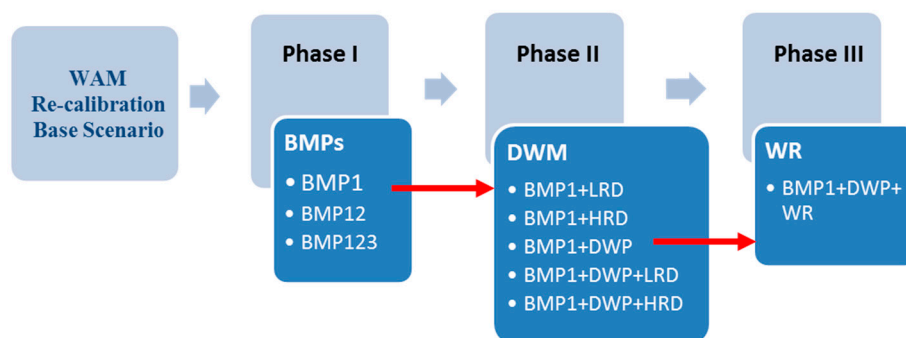 WAM
Re-calibration
Base Scenario
Phase I
BMPs
• BMP1
• BMP12
• BMP123
Phase II
DWM
• BMP1+LRD
• BMP1+HRD
• BMP1+DWP
• BMP1+DWP+LRD
• BMP1+DWP+HRD
Phase III
WR
• BMP1+DWP+
WR